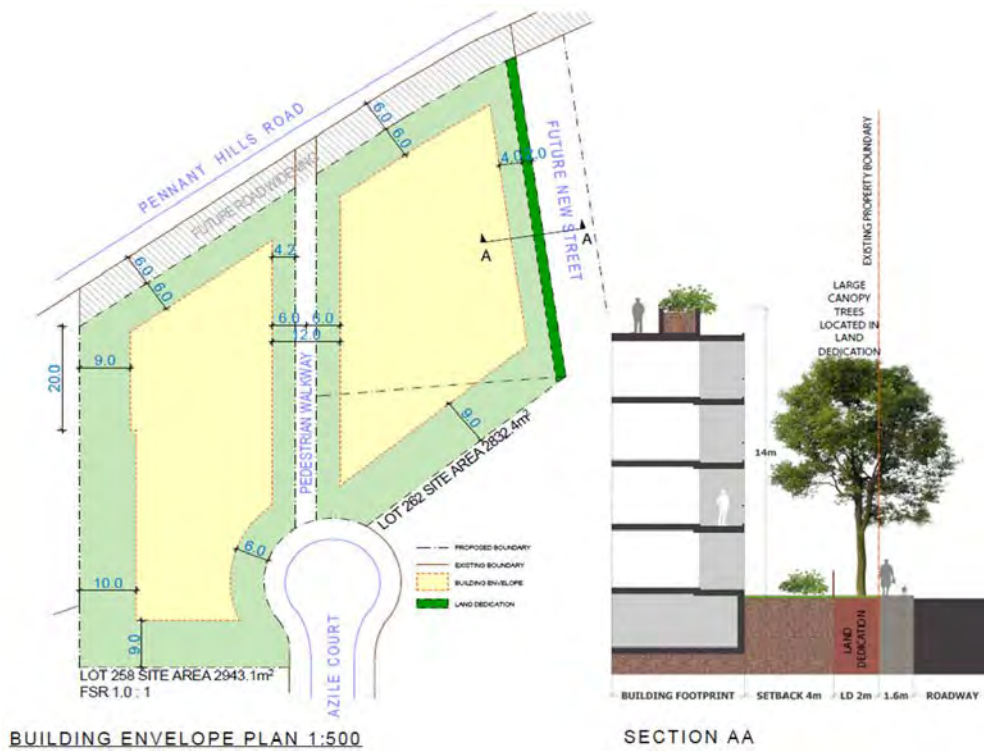 PENNANT HILLS ROAD
FUTURE ROAD WIDENING
6.0
6.0
6.0
6.0
4.0
2.0
FUTURE NEW STREET
A
A
4.2
6.0
6.0
12.0
PEDESTRIAN WALKWAY
9.0
20.0
9.0
LOT 262 SITE AREA 2832.4m²
6.0
10.0
9.0
LOT 258 SITE AREA 2943.1m²
FSR 1.0 : 1
AZILE COURT
PROPOSED BOUNDARY
EXISTING BOUNDARY
BUILDING ENVELOPE
LAND DEDICATION
BUILDING ENVELOPE PLAN 1:500
EXISTING PROPERTY BOUNDARY
LARGE
CANOPY
TREES
LOCATED IN
LAND
DEDICATION
14m
LAND
DEDICATION
BUILDING FOOTPRINT
SETBACK 4m
LD 2m
1.6m
ROADWAY
SECTION AA